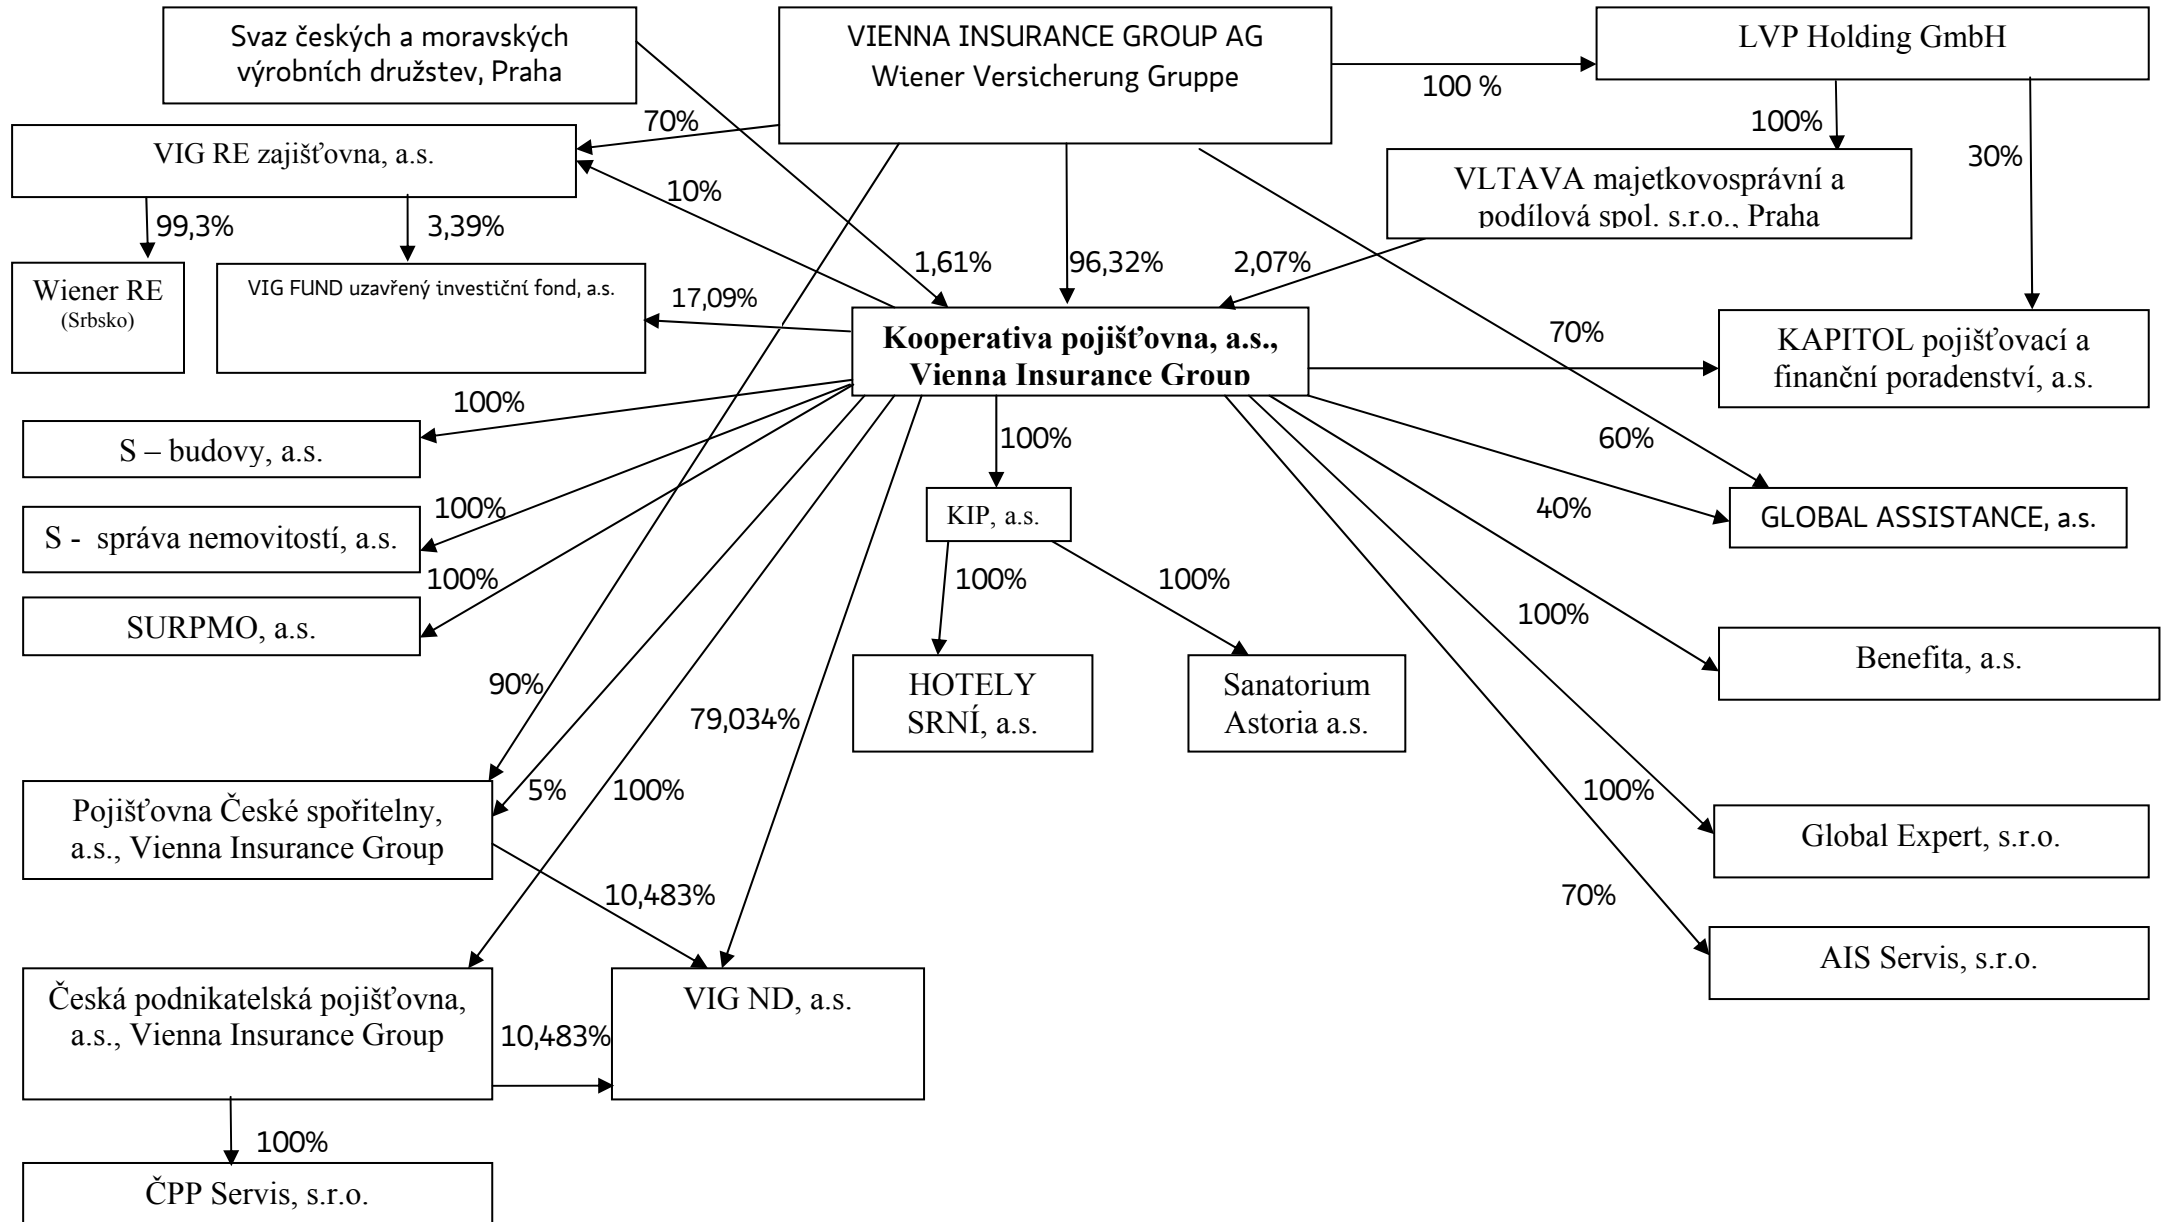 Svaz českých a moravských
výrobních družstev, Praha
VIENNA INSURANCE GROUP AG
Wiener Versicherung Gruppe
LVP Holding GmbH
100 %
70%
100%
VIG RE zajišťovna, a.s.
30%
VLTAVA majetkovosprávní a
podílová spol. s.r.o., Praha
10%
99,3%
3,39%
1,61%
96,32%
2,07%
Wiener RE
(Srbsko)
VIG FUND uzavřený investiční fond, a.s.
17,09%
Kooperativa pojišťovna, a.s.,
Vienna Insurance Group
70%
KAPITOL pojišťovací a
finanční poradenství, a.s.
100%
S – budovy, a.s.
100%
60%
100%
S - správa nemovitostí, a.s.
KIP, a.s.
40%
GLOBAL ASSISTANCE, a.s.
100%
100%
100%
SURPMO, a.s.
100%
Benefita, a.s.
90%
HOTELY
SRNÍ, a.s.
Sanatorium
Astoria a.s.
79,034%
5%
100%
100%
Pojišťovna České spořitelny,
a.s., Vienna Insurance Group
Global Expert, s.r.o.
10,483%
70%
AIS Servis, s.r.o.
Česká podnikatelská pojišťovna,
a.s., Vienna Insurance Group
VIG ND, a.s.
10,483%
100%
ČPP Servis, s.r.o.